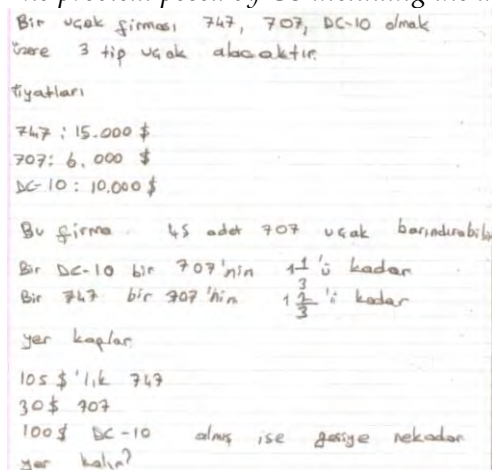 Bir uçak firması 747, 707, DC-10 olmak
üzere 3 tip uçak alacaktır.
fiyatları
747 : 15.000 $
707: 6.000 $
DC-10 : 10.000 $
Bu firma 45 adet 707 uçak barındırabilir
Bir DC-10 bir 707'nin 1 1/3 'ü kadar
Bir 747 bir 707'nin 1 2/3 'ü kadar
yer kaplar
105 $ 'lık 747
30$ 707
100$ DC-10 almış ise geriye nekadar
yer kalır?